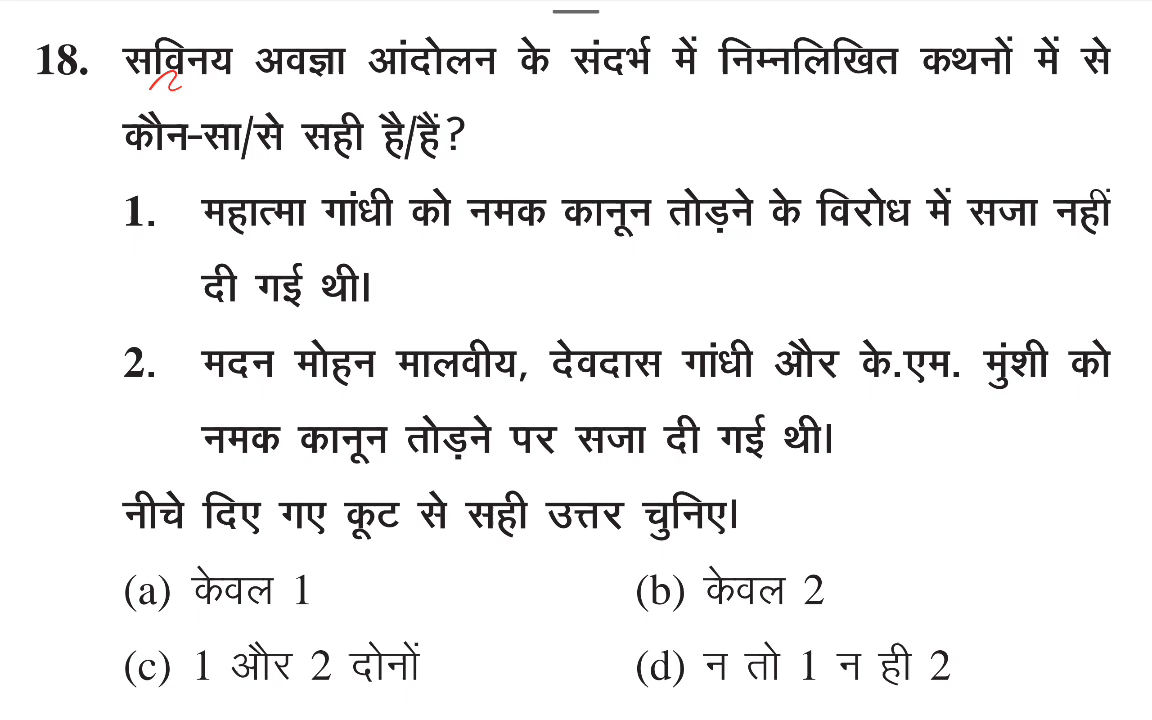 18. सविनय अवज्ञा आंदोलन के संदर्भ में निम्नलिखित कथनों में से
कौन-सा/से सही है/हैं?
1. महात्मा गांधी को नमक कानून तोड़ने के विरोध में सजा नहीं
दी गई थी।
2. मदन मोहन मालवीय, देवदास गांधी और के.एम. मुंशी को
नमक कानून तोड़ने पर सजा दी गई थी।
नीचे दिए गए कूट से सही उत्तर चुनिए।
(a) केवल 1 (b) केवल 2
(c) 1 और 2 दोनों (d) न तो 1 न ही 2